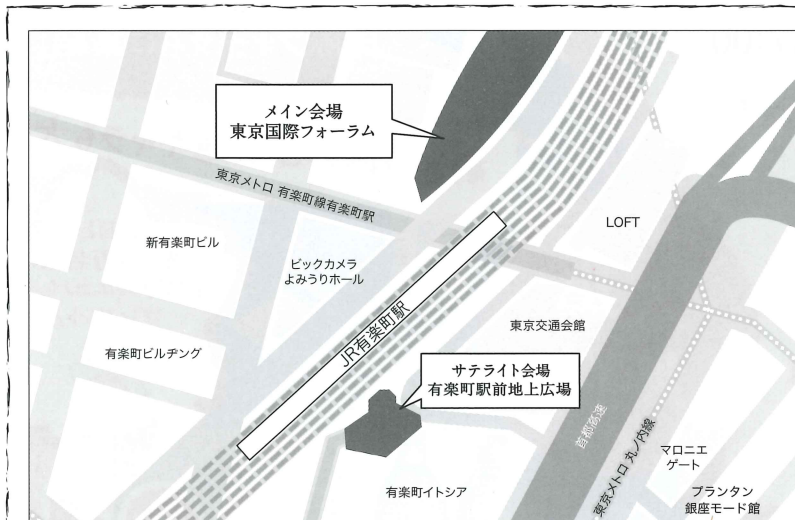 メイン会場
東京国際フォーラム
東京メトロ 有楽町線有楽町駅
新有楽町ビル
ビックカメラ
よみうりホール
LOFT
JR有楽町駅
東京交通会館
有楽町ビルヂング
サテライト会場
有楽町駅前地上広場
首都高速
東京メトロ 丸ノ内線
マロニエ
ゲート
有楽町イトシア
プランタン
銀座モード館